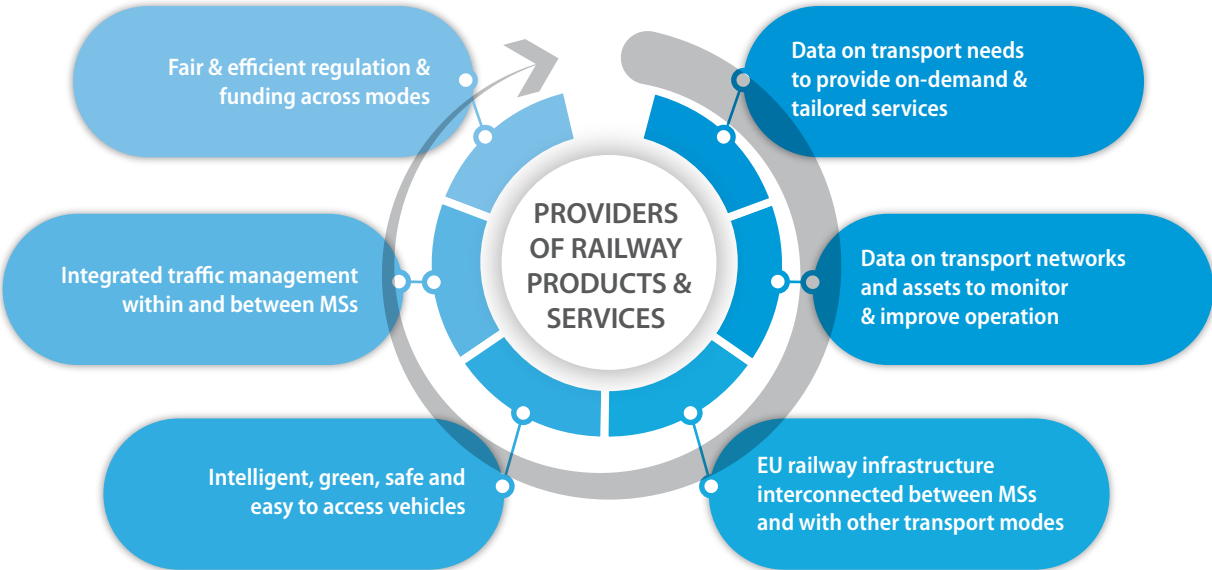 Fair & efficient regulation &
funding across modes
Data on transport needs
to provide on-demand &
tailored services
PROVIDERS
OF RAILWAY
PRODUCTS &
SERVICES
Integrated traffic management
within and between MSs
Data on transport networks
and assets to monitor
& improve operation
Intelligent, green, safe and
easy to access vehicles
EU railway infrastructure
interconnected between MSs
and with other transport modes